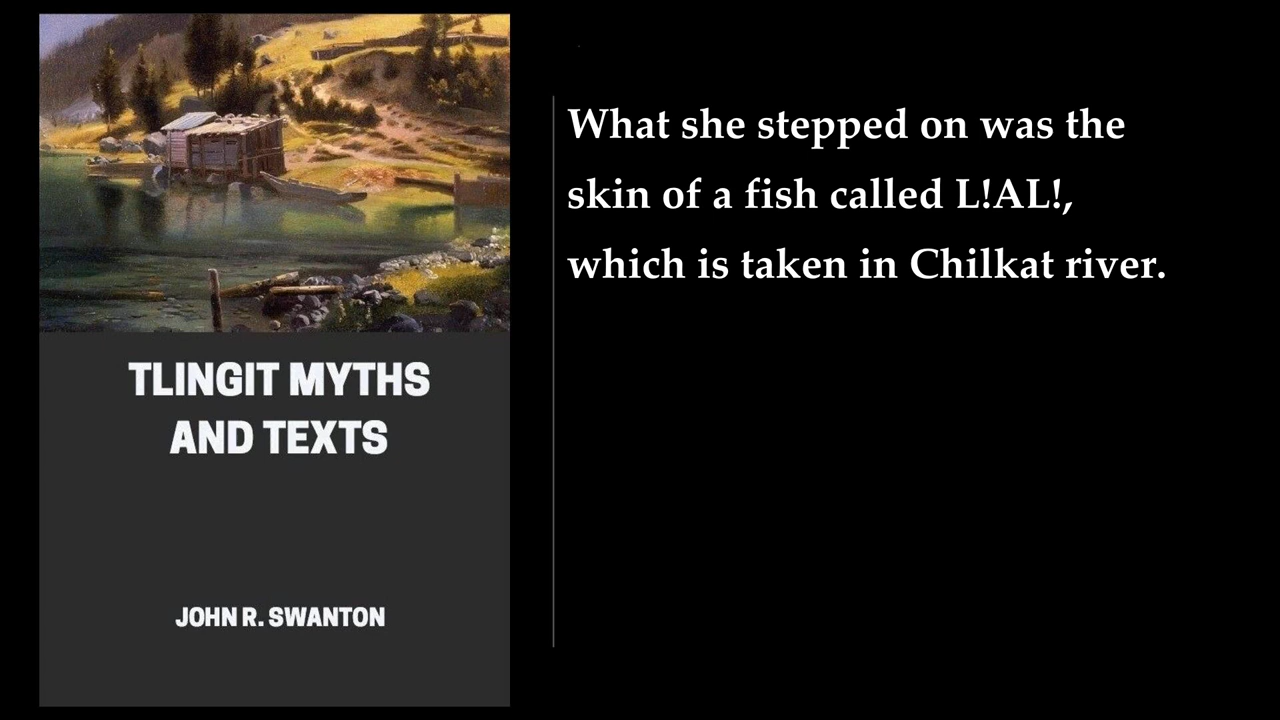 TLINGIT MYTHS
AND TEXTS
JOHN R. SWANTON
What she stepped on was the
skin of a fish called L!AL!,
which is taken in Chilkat river.